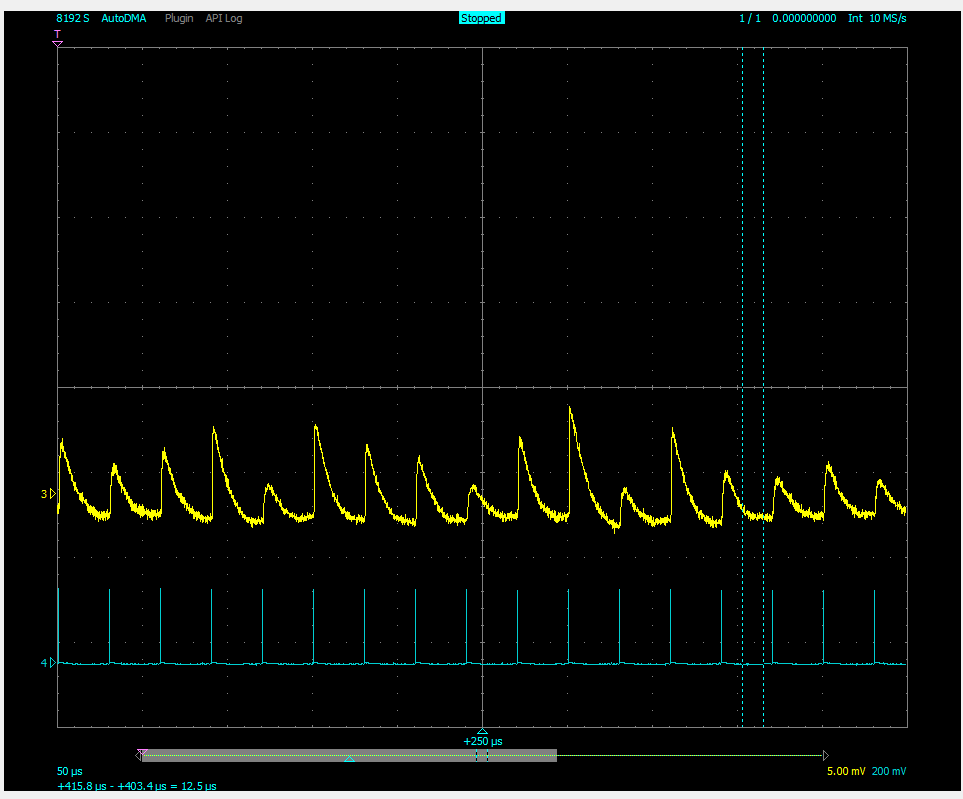 8192 S AutoDMA Plugin API Log Stopped 1 / 1 0.000000000 Int 10 MS/s
T
3
4
+250 µs
50 µs 5.00 mV 200 mV
+415.8 µs - +403.4 µs = 12.5 µs